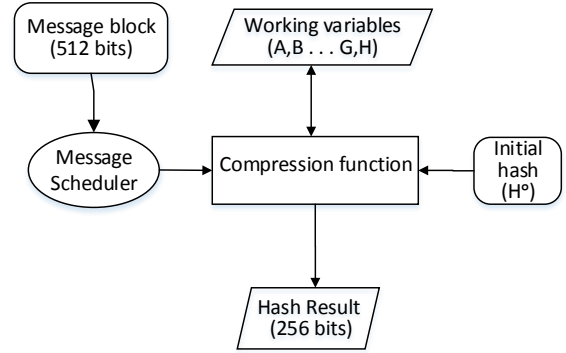 Message block
(512 bits)
Working variables
(A,B . . . G,H)
Message
Scheduler
Compression function
Initial
hash
(H°)
Hash Result
(256 bits)